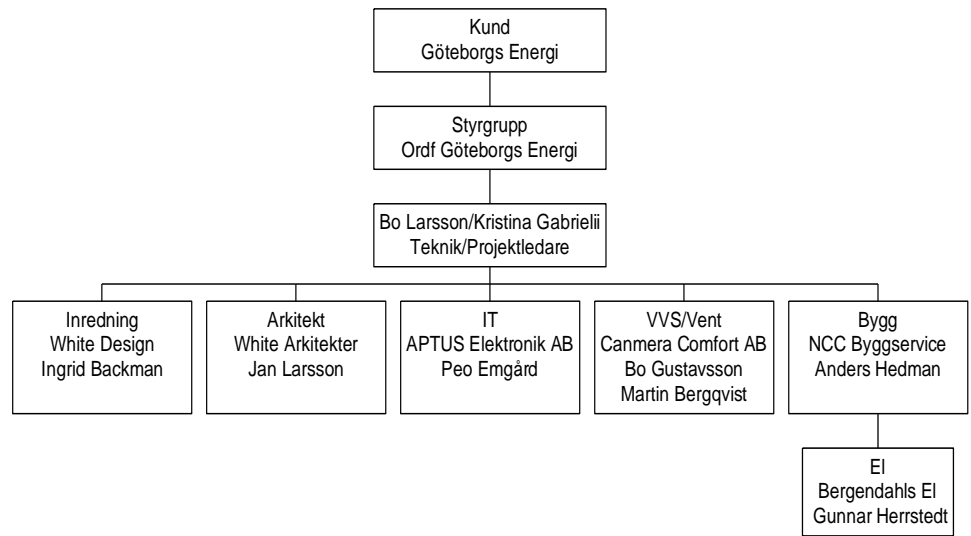 Kund
Göteborgs Energi
Styrgrupp
Ordf Göteborgs Energi
Bo Larsson/Kristina Gabrielii
Teknik/Projektledare
Inredning
White Design
Ingrid Backman
Arkitekt
White Arkitekter
Jan Larsson
IT
APTUS Elektronik AB
Peo Emgård
VVS/Vent
Canmera Comfort AB
Bo Gustavsson
Martin Bergqvist
Bygg
NCC Byggservice
Anders Hedman
El
Bergendahls El
Gunnar Herrstedt